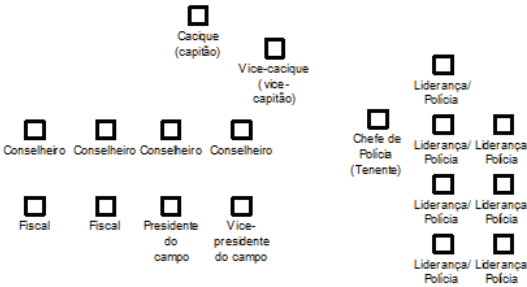 Cacique
(capitão)
Vice-cacique
(vice-
capitão)
Liderança/
Polícia
Chefe de
Polícia
(Tenente)
Conselheiro Conselheiro Conselheiro Conselheiro
Liderança/ Liderança
Polícia Polícia
Fiscal Fiscal Presidente Vice-
do presidente
campo do campo
Liderança/ Liderança
Polícia Polícia
Liderança/ Liderança
Polícia Polícia